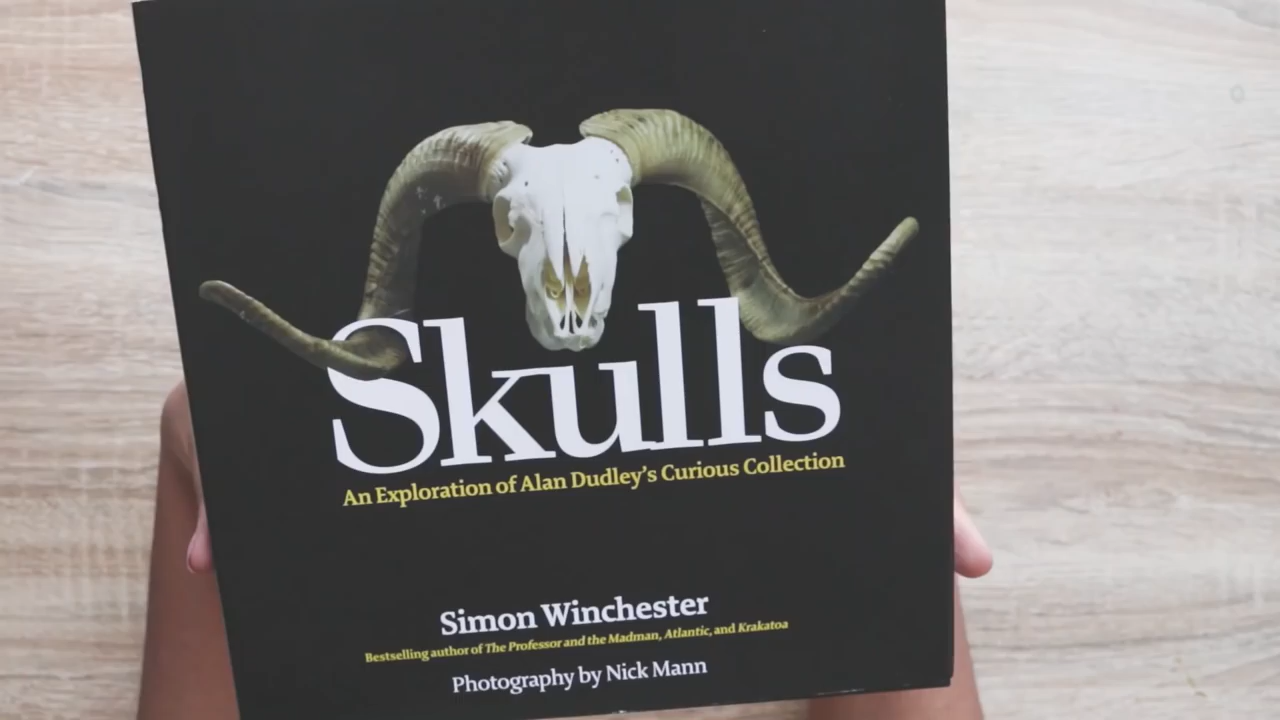 Skulls
An Exploration of Alan Dudley's Curious Collection
Simon Winchester
Bestselling author of The Professor and the Madman, Atlantic, and Krakatoa
Photography by Nick Mann